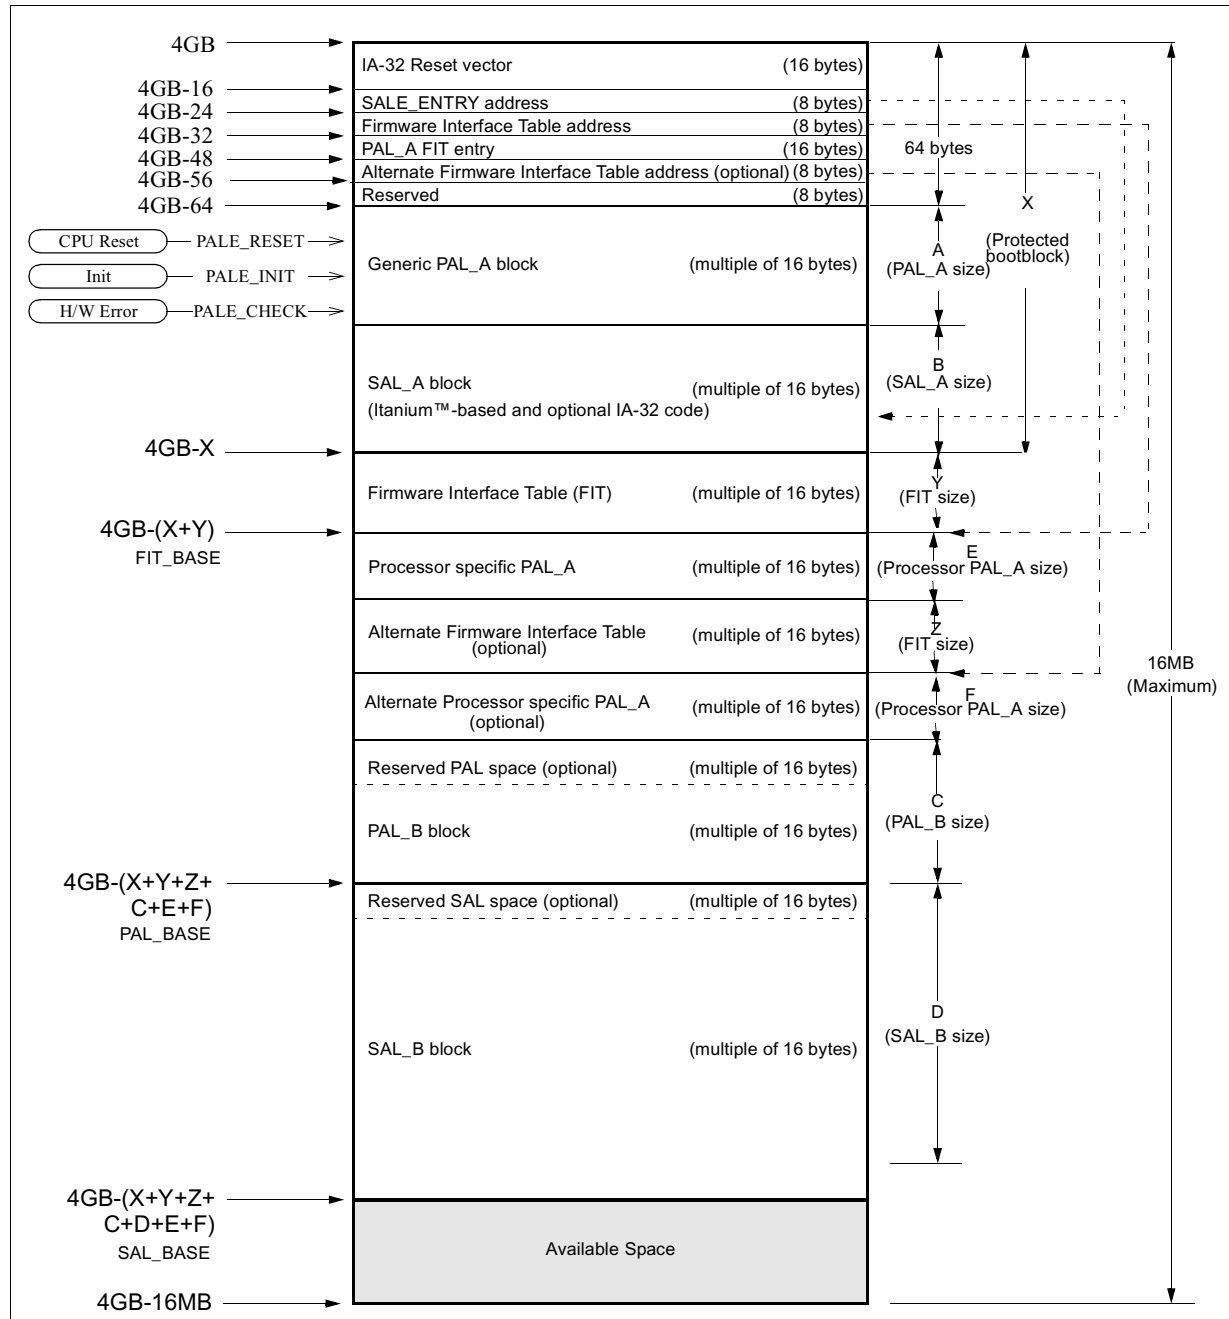 4GB
IA-32 Reset vector (16 bytes)
4GB-16
SALE_ENTRY address (8 bytes)
4GB-24
Firmware Interface Table address (8 bytes)
4GB-32
PAL_A FIT entry (16 bytes)
64 bytes
4GB-48
Alternate Firmware Interface Table address (optional) (8 bytes)
4GB-56
Reserved (8 bytes)
4GB-64
X
(Protected
bootblock)
CPU Reset PALE_RESET
Init PALE_INIT
H/W Error PALE_CHECK
Generic PAL_A block (multiple of 16 bytes)
A
(PAL_A size)
SAL_A block (multiple of 16 bytes)
(Itanium™-based and optional IA-32 code)
B
(SAL_A size)
4GB-X
Firmware Interface Table (FIT) (multiple of 16 bytes)
Y
(FIT size)
4GB-(X+Y)
FIT_BASE
Processor specific PAL_A (multiple of 16 bytes)
E
(Processor PAL_A size)
Alternate Firmware Interface Table (multiple of 16 bytes)
(optional)
Z
(FIT size)
16MB
(Maximum)
Alternate Processor specific PAL_A (multiple of 16 bytes)
(optional)
F
(Processor PAL_A size)
Reserved PAL space (optional) (multiple of 16 bytes)
PAL_B block (multiple of 16 bytes)
C
(PAL_B size)
4GB-(X+Y+Z+
C+E+F)
PAL_BASE
Reserved SAL space (optional) (multiple of 16 bytes)
SAL_B block (multiple of 16 bytes)
D
(SAL_B size)
4GB-(X+Y+Z+
C+D+E+F)
SAL_BASE
Available Space
4GB-16MB